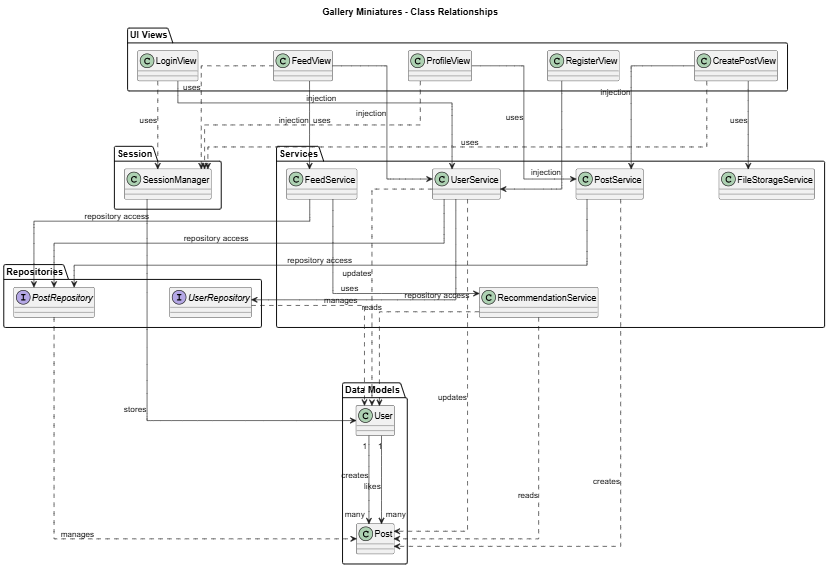 Gallery Miniatures - Class Relationships
UI Views
C LoginView
C FeedView
C ProfileView
C RegisterView
C CreatePostView
uses
injection
injection
uses
injection
uses
injection
uses
uses
uses
injection
Session
C SessionManager
Services
C FeedService
C UserService
C PostService
C FileStorageService
repository access
repository access
repository access
updates
uses
Repositories
I PostRepository
I UserRepository
manages
reads
repository access
C RecommendationService
Data Models
C User
stores
updates
1
1
creates
likes
many
many
reads
creates
C Post
manages